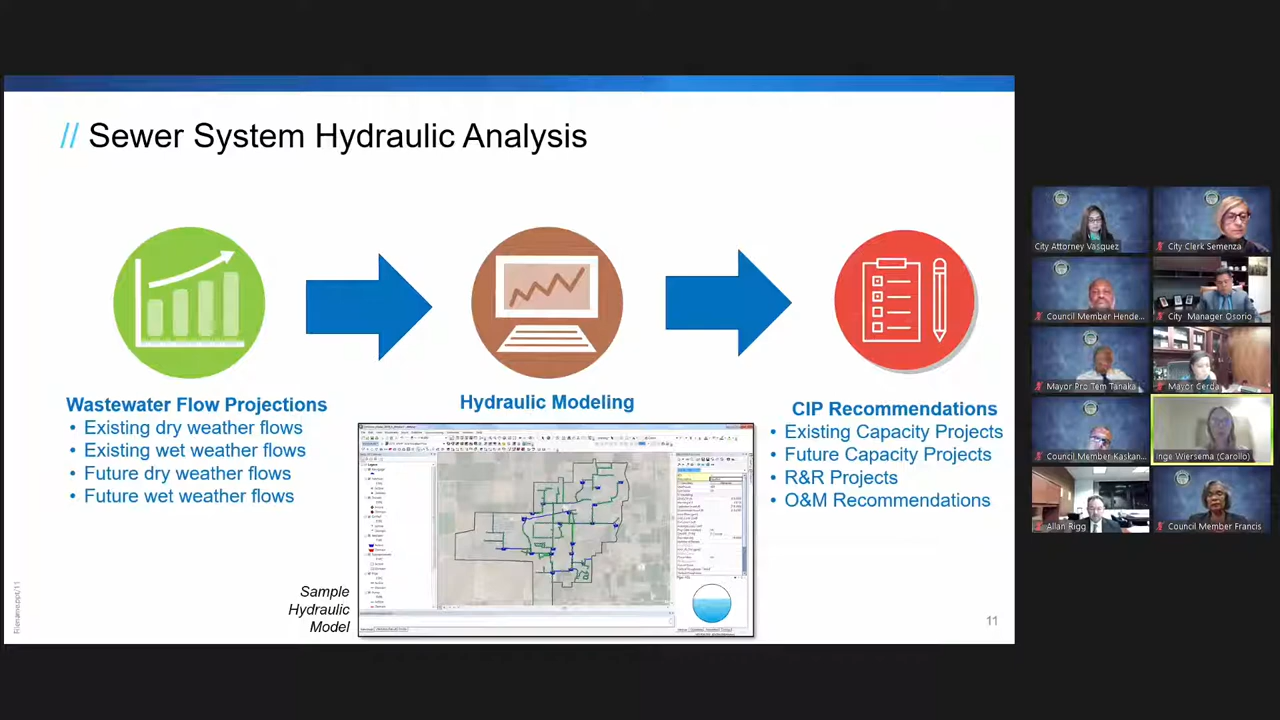 // Sewer System Hydraulic Analysis
Wastewater Flow Projections
• Existing dry weather flows
• Existing wet weather flows
• Future dry weather flows
• Future wet weather flows
Hydraulic Modeling
Sample
Hydraulic
Model
CIP Recommendations
• Existing Capacity Projects
• Future Capacity Projects
• R&R Projects
• O&M Recommendations
11
City Attorney Vasquez
City Clerk Semenza
Council Member Hende...
City Manager Osorio
Mayor Pro Tem Tanaka
Mayor Cerda
Council Member Kaskan...
Inge Wiersema (Carollo)
Allan Rigg
Council Member Francis